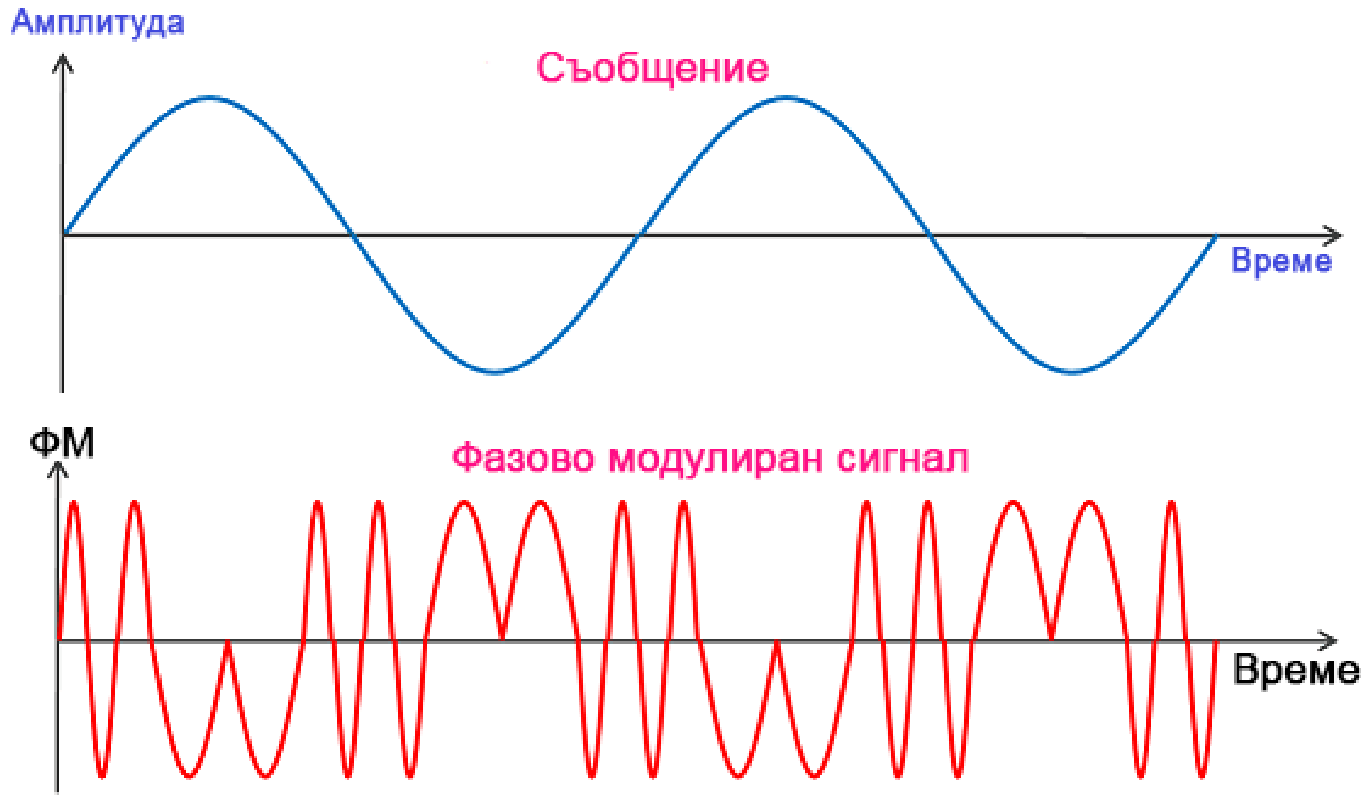 Амплитуда
Съобщение
Време
ФМ
Фазово модулиран сигнал
Време